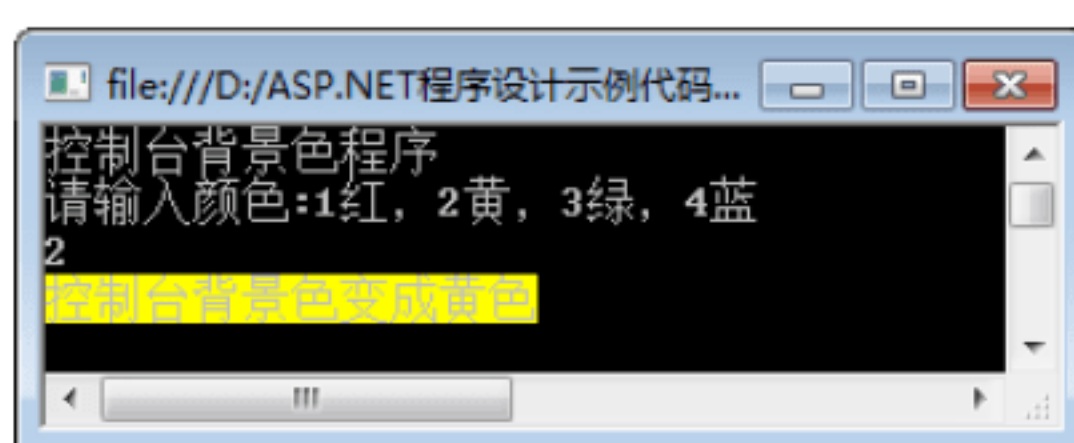 file:///D:/ASP.NET程序设计示例代码...
控制台背景色程序
请输入颜色:1红，2黄，3绿，4蓝
2
控制台背景色变成黄色